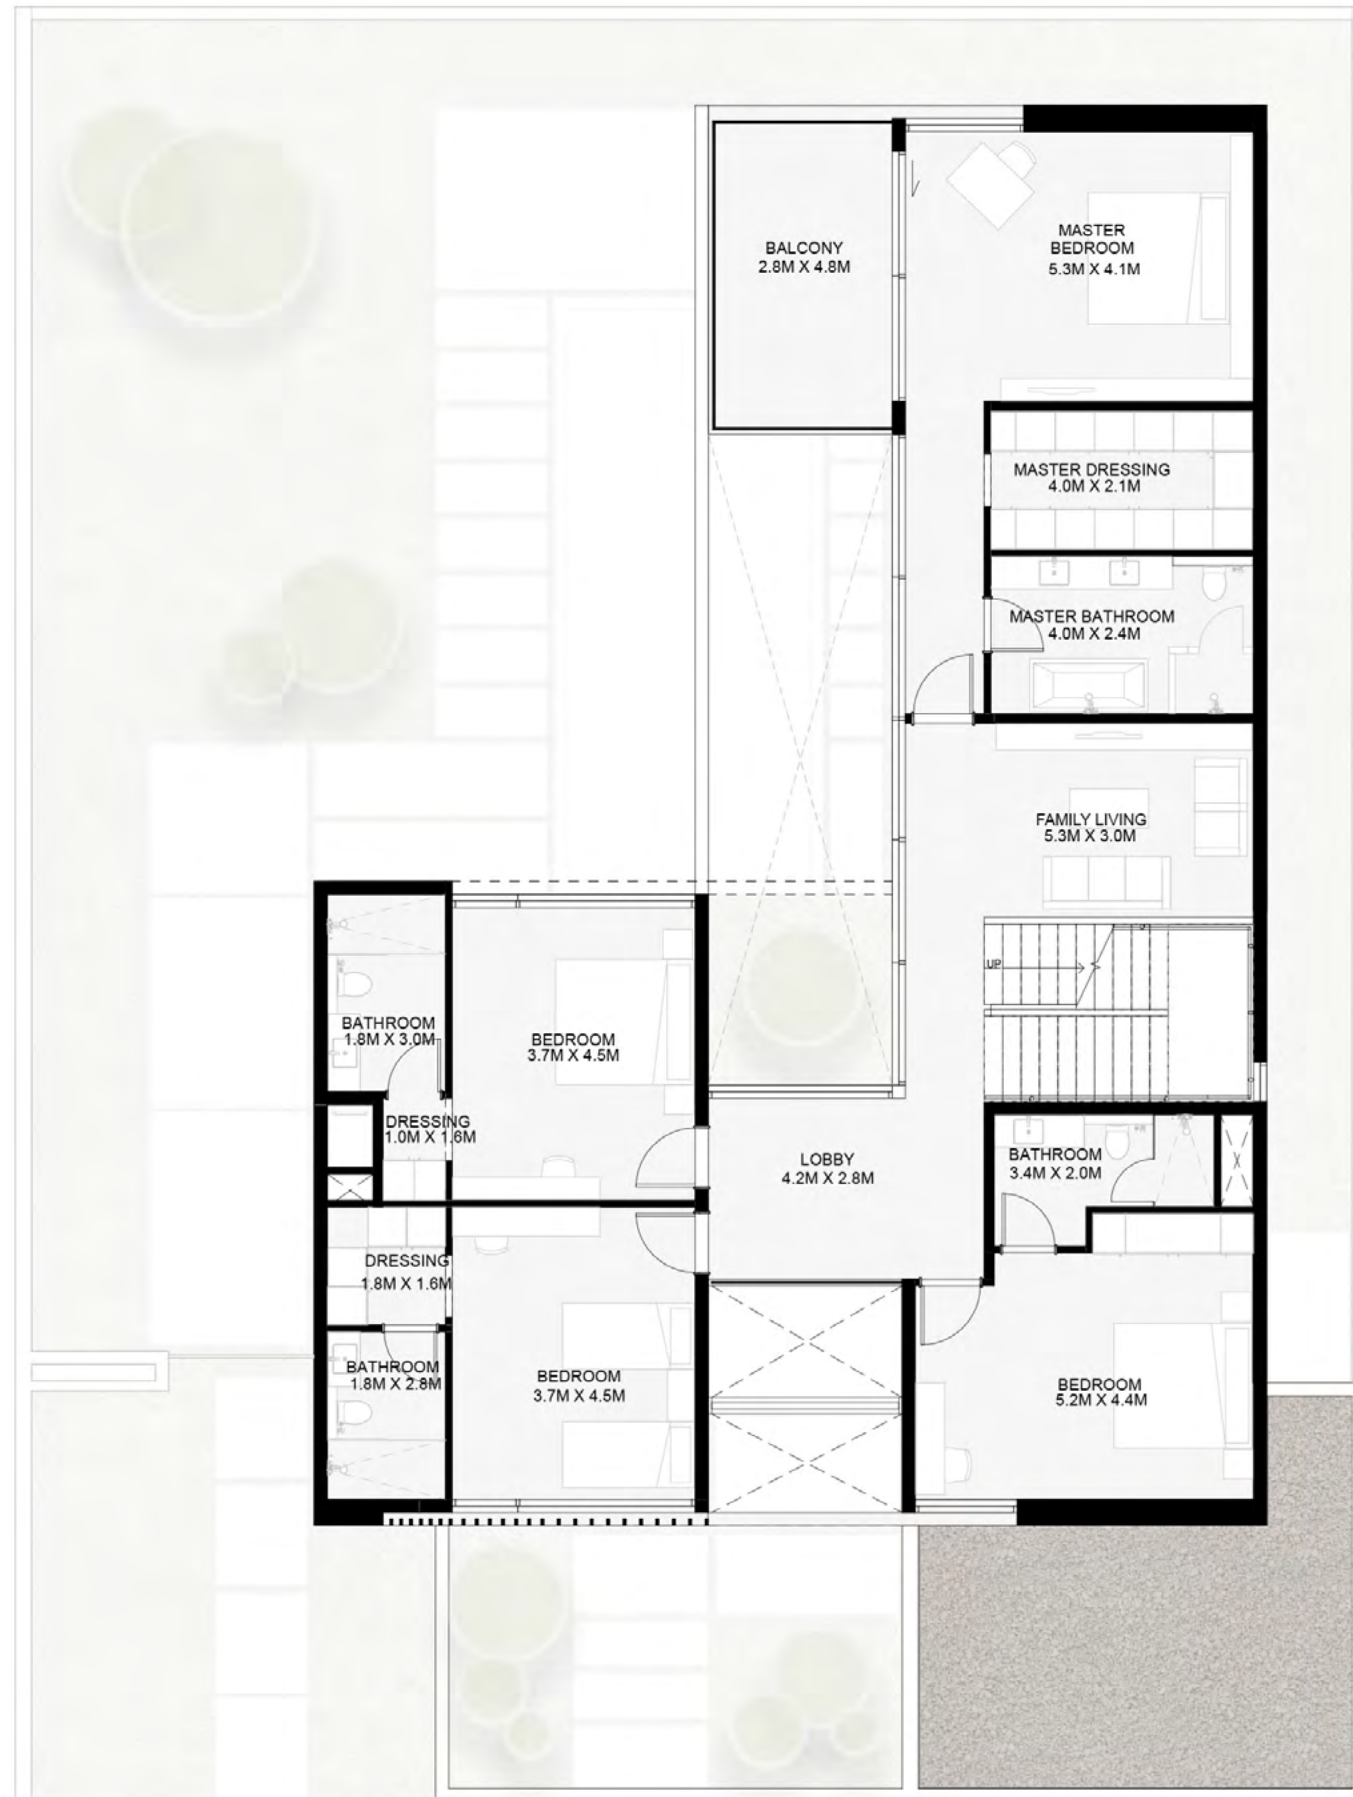 BALCONY
2.8M X 4.8M
MASTER
BEDROOM
5.3M X 4.1M
MASTER DRESSING
4.0M X 2.1M
MASTER BATHROOM
4.0M X 2.4M
FAMILY LIVING
5.3M X 3.0M
UP
BATHROOM
1.8M X 3.0M
BEDROOM
3.7M X 4.5M
DRESSING
1.0M X 1.6M
LOBBY
4.2M X 2.8M
BATHROOM
3.4M X 2.0M
DRESSING
1.8M X 1.6M
BATHROOM
1.8M X 2.8M
BEDROOM
3.7M X 4.5M
BEDROOM
5.2M X 4.4M